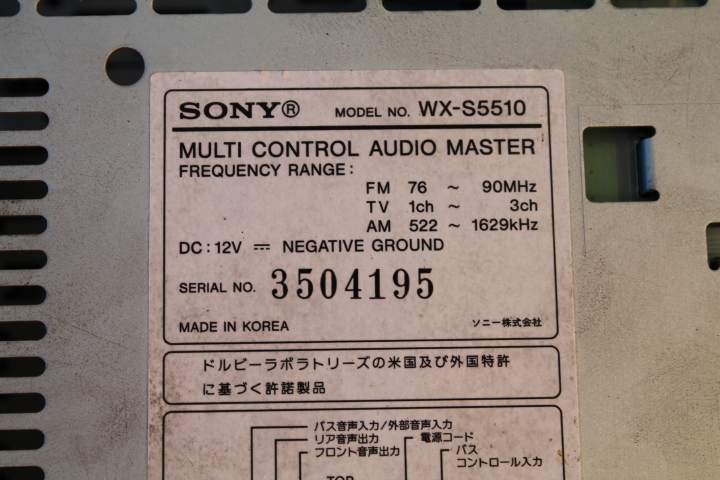 SONY® MODEL NO. WX-S5510
MULTI CONTROL AUDIO MASTER
FREQUENCY RANGE:
FM 76 ~ 90MHz
TV 1ch ~ 3ch
AM 522 ~ 1629kHz
DC:12V ⎓ NEGATIVE GROUND
SERIAL NO. 3504195
MADE IN KOREA ソニー株式会社
ドルビーラボラトリーズの米国及び外国特許
に基づく許諾製品
バス音声入力/外部音声入力
リア音声出力 電源コード
フロント音声出力 バス
コントロール入力
TOP